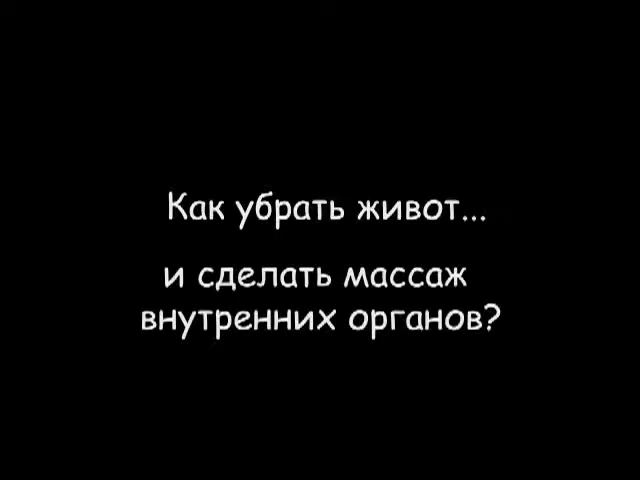 Как убрать живот...
и сделать массаж
внутренних органов?